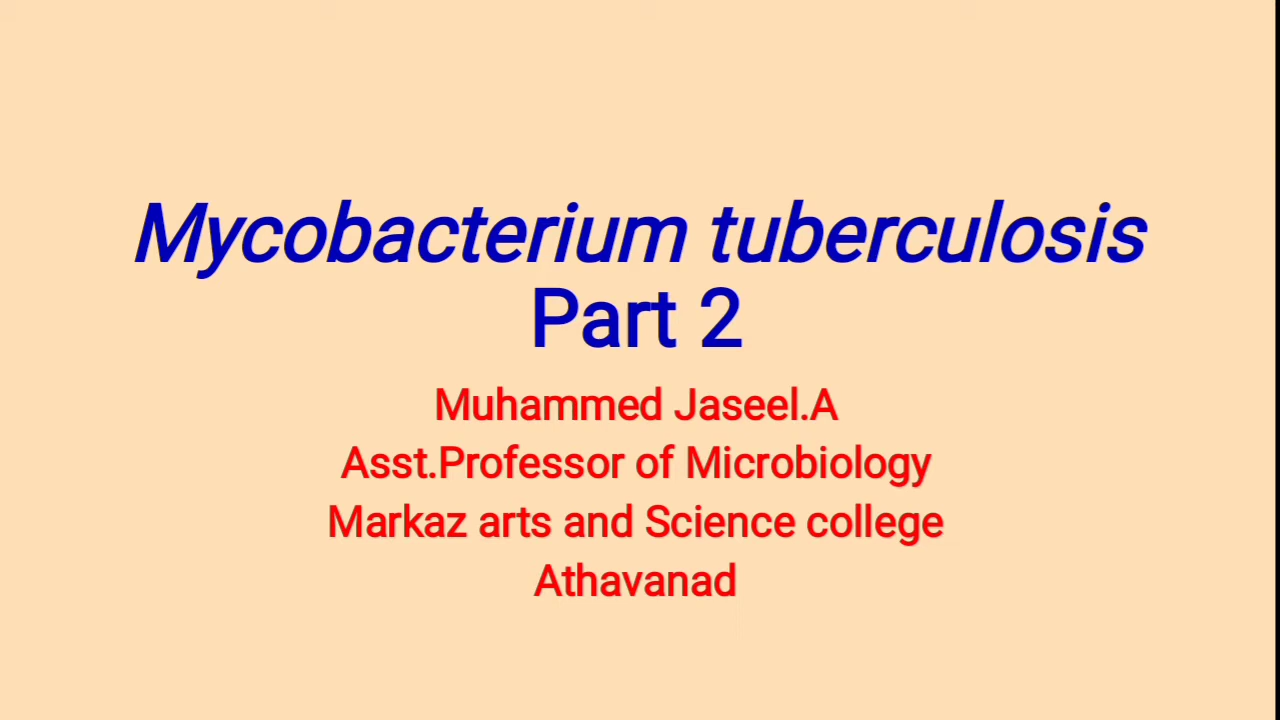 Mycobacterium tuberculosis
Part 2
Muhammed Jaseel.A
Asst.Professor of Microbiology
Markaz arts and Science college
Athavanad